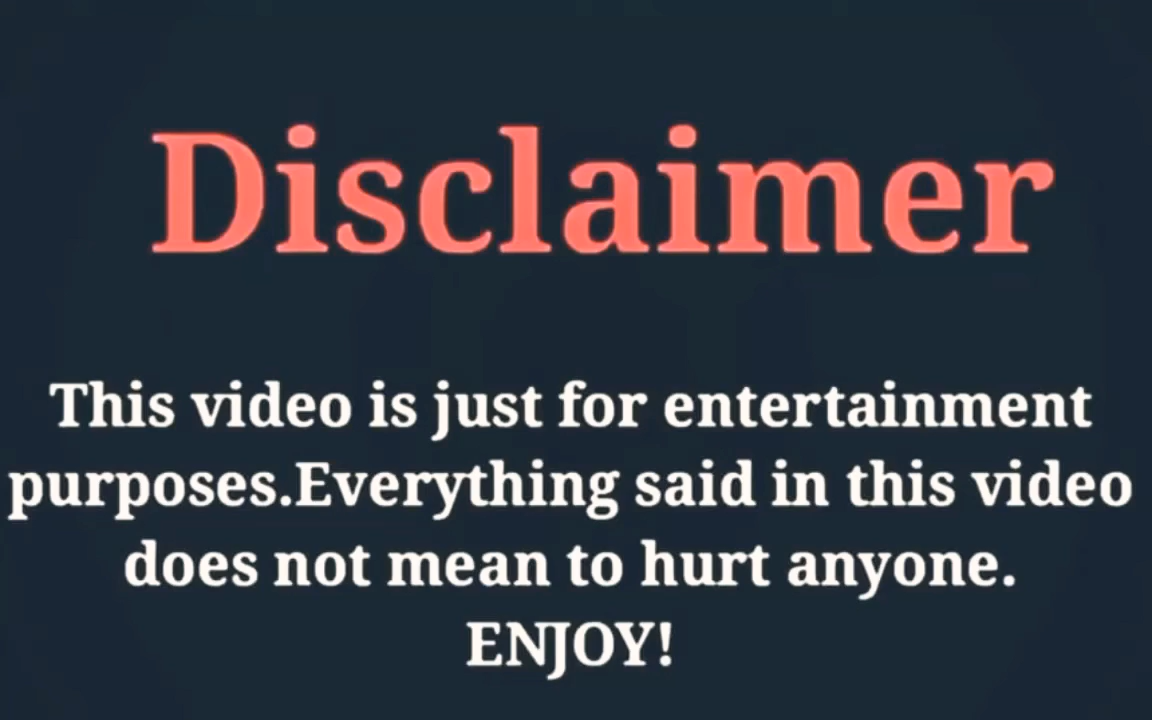 Disclaimer
This video is just for entertainment
purposes.Everything said in this video
does not mean to hurt anyone.
ENJOY!